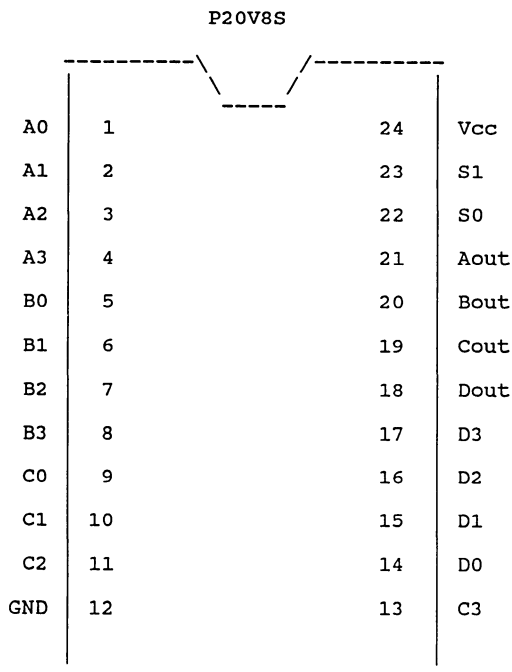 P20V8S
A0 1 24 Vcc
A1 2 23 S1
A2 3 22 S0
A3 4 21 Aout
B0 5 20 Bout
B1 6 19 Cout
B2 7 18 Dout
B3 8 17 D3
C0 9 16 D2
C1 10 15 D1
C2 11 14 D0
GND 12 13 C3